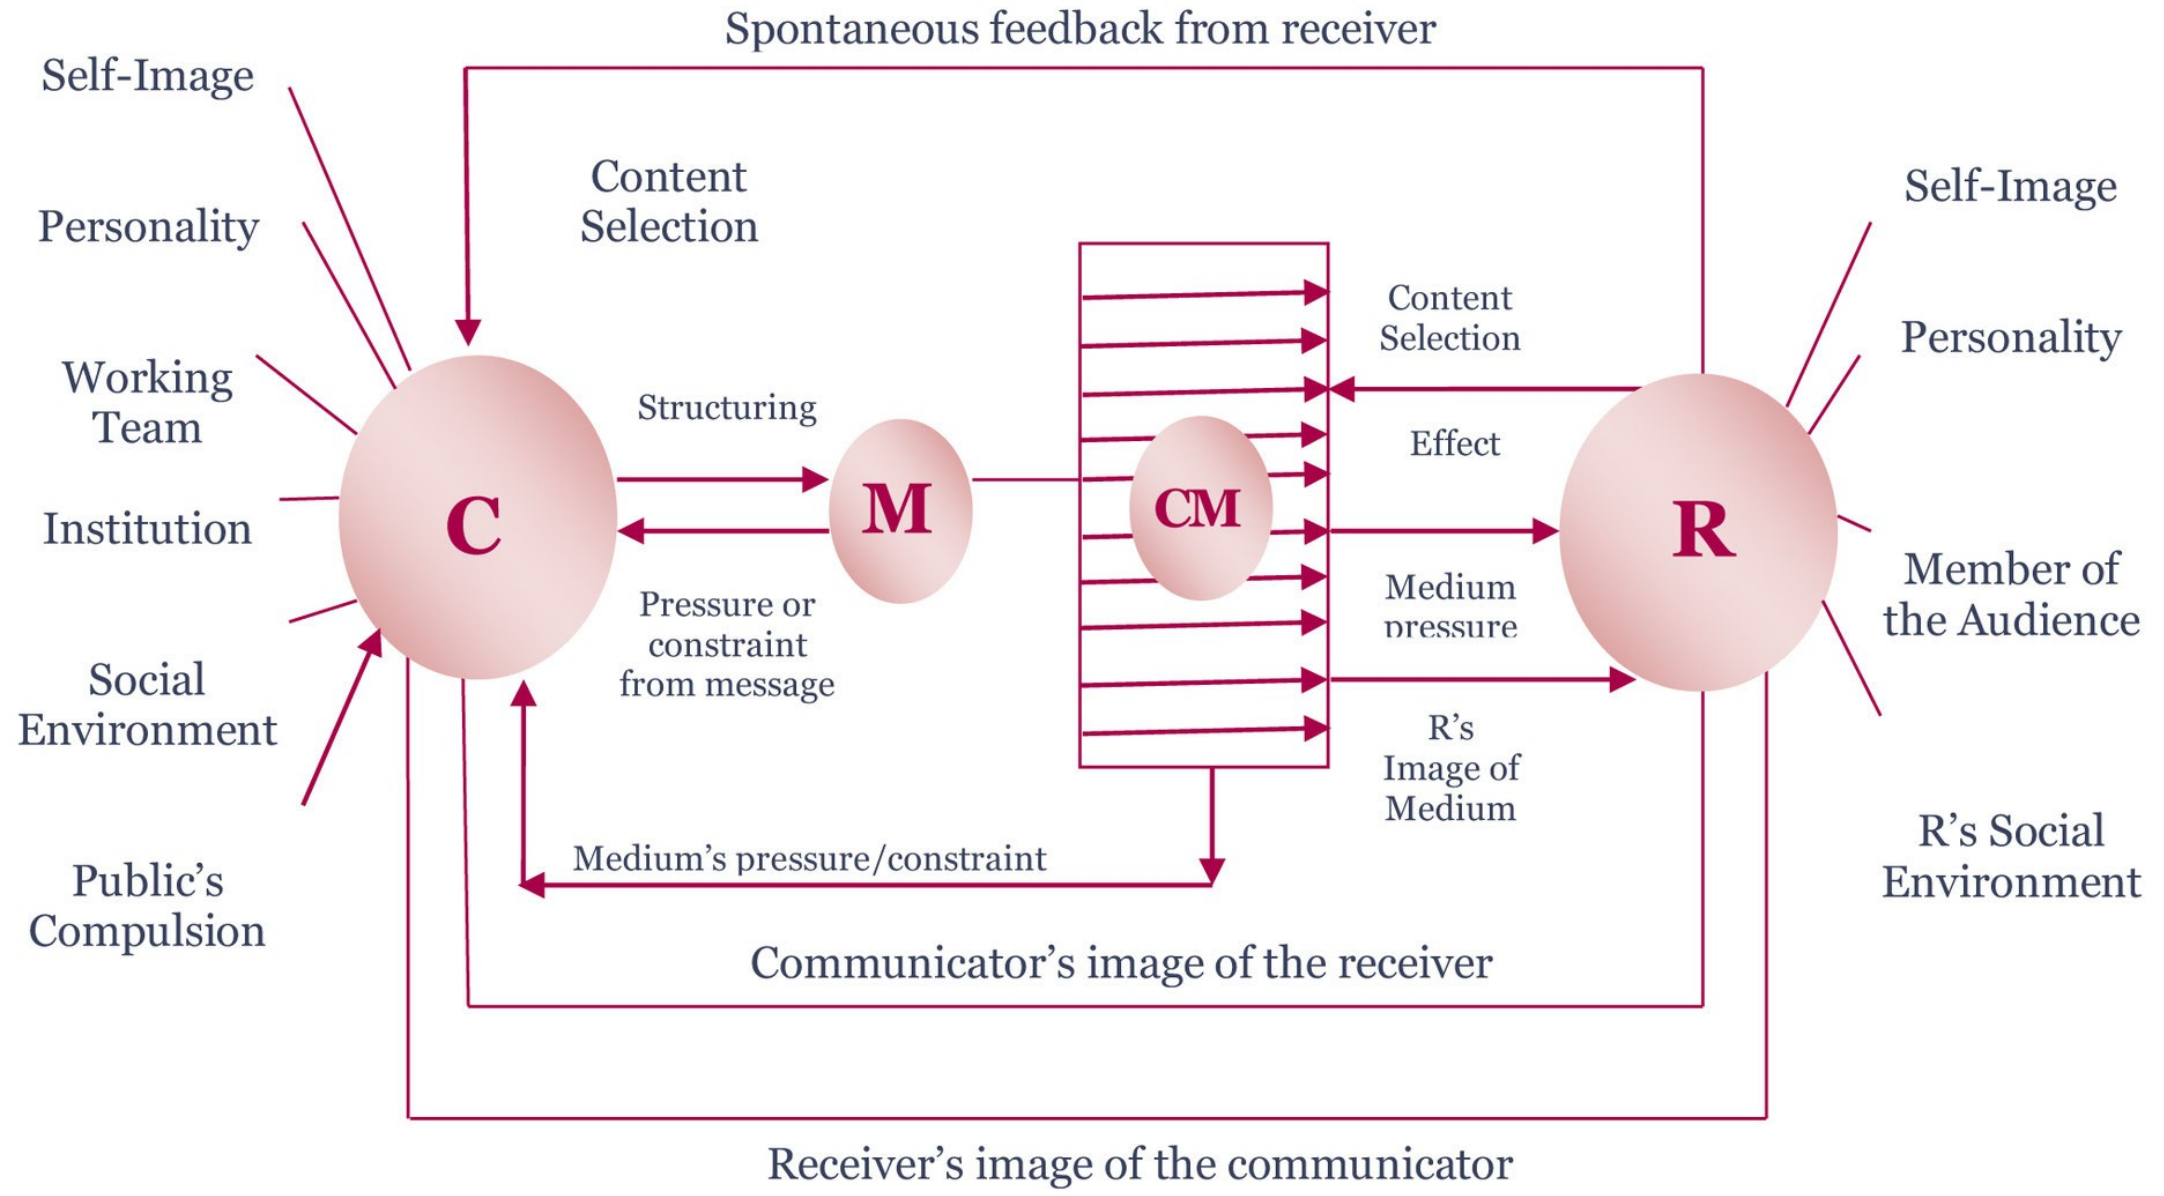 Spontaneous feedback from receiver
Self-Image
Personality
Working
Team
Institution
Social
Environment
Public’s
Compulsion
Content
Selection
C
Structuring
Pressure or
constraint
from message
M
CM
Content
Selection
Effect
Medium
pressure
R’s
Image of
Medium
R
Self-Image
Personality
Member of
the Audience
R’s Social
Environment
Medium’s pressure/constraint
Communicator’s image of the receiver
Receiver’s image of the communicator